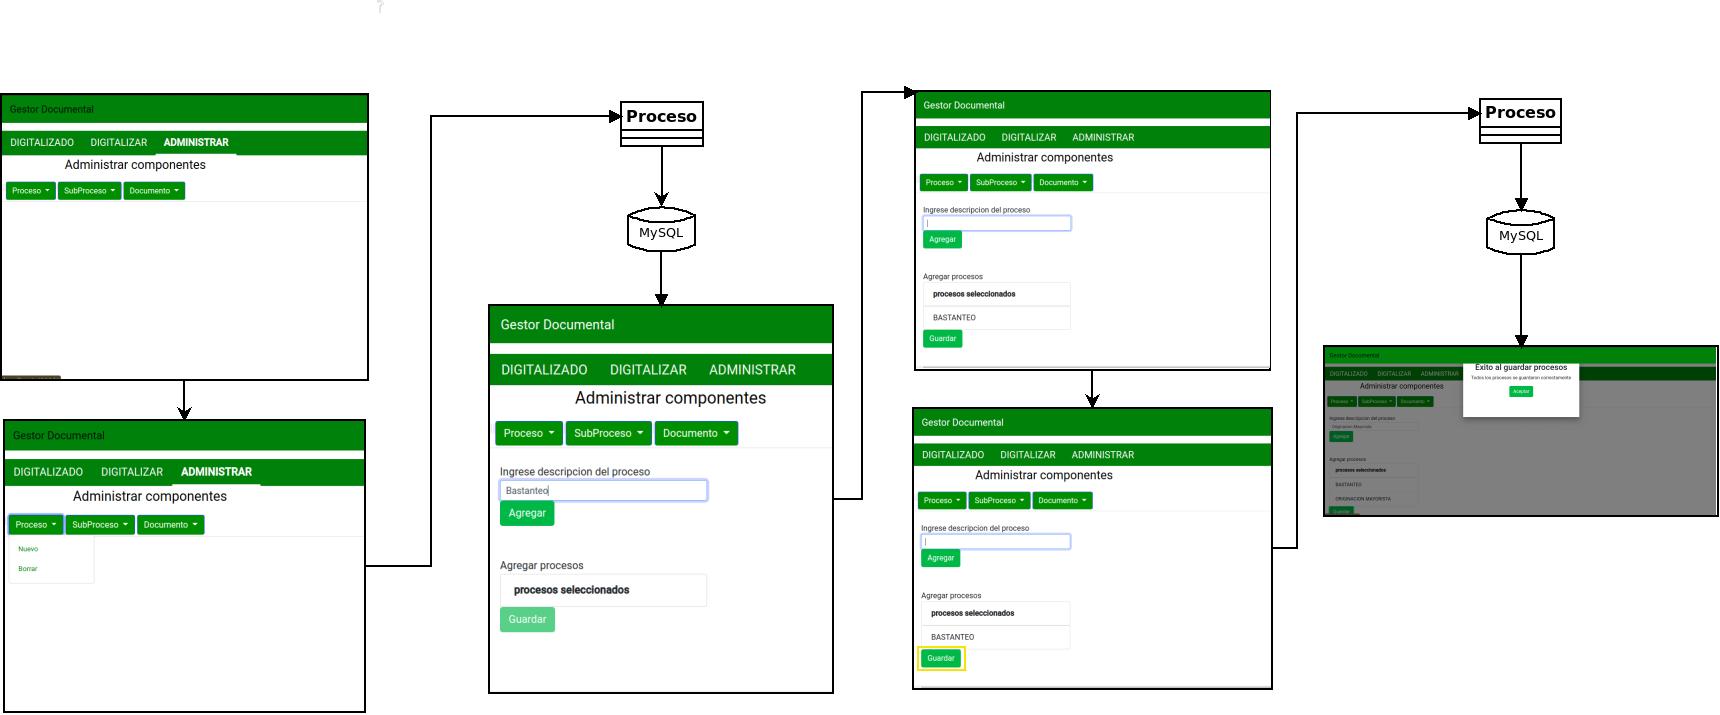 ?
Gestor Documental
DIGITALIZADO DIGITALIZAR ADMINISTRAR
Administrar componentes
Proceso SubProceso Documento
Gestor Documental
DIGITALIZADO DIGITALIZAR ADMINISTRAR
Administrar componentes
Proceso SubProceso Documento
Nuevo
Borrar
Proceso
MySQL
Gestor Documental
DIGITALIZADO DIGITALIZAR ADMINISTRAR
Administrar componentes
Proceso SubProceso Documento
Ingrese descripcion del proceso
Bastanteo
Agregar
Agregar procesos
procesos seleccionados
Guardar
Gestor Documental
DIGITALIZADO DIGITALIZAR ADMINISTRAR
Administrar componentes
Proceso SubProceso Documento
Ingrese descripcion del proceso
Agregar
Agregar procesos
procesos seleccionados
BASTANTEO
Guardar
Gestor Documental
DIGITALIZADO DIGITALIZAR ADMINISTRAR
Administrar componentes
Proceso SubProceso Documento
Ingrese descripcion del proceso
Agregar
Agregar procesos
procesos seleccionados
BASTANTEO
Guardar
Proceso
MySQL
Gestor Documental
DIGITALIZADO DIGITALIZAR ADMINISTRAR
Administrar componentes
Proceso SubProceso Documento
Ingrese descripcion del proceso
Agregar
Agregar procesos
procesos seleccionados
BASTANTEO
ORIGINACION MAYORISTA
Guardar
Exito al guardar procesos
Todos los procesos se guardaron correctamente
Aceptar